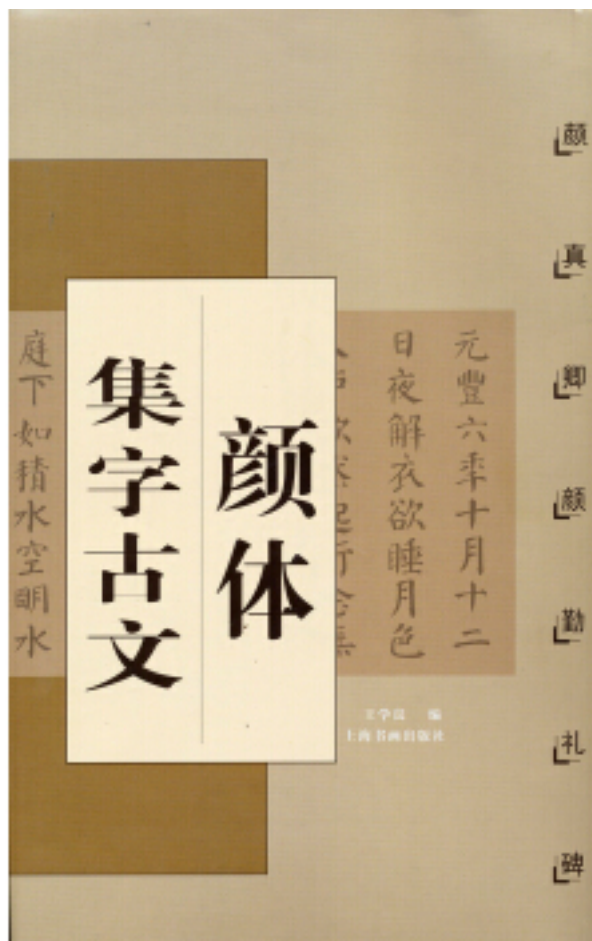 颜真卿颜勤礼碑
颜体
集字古文
元豐六年十月十二
日夜解衣欲睡月色
庭下如積水空明水
编
上海书画出版社